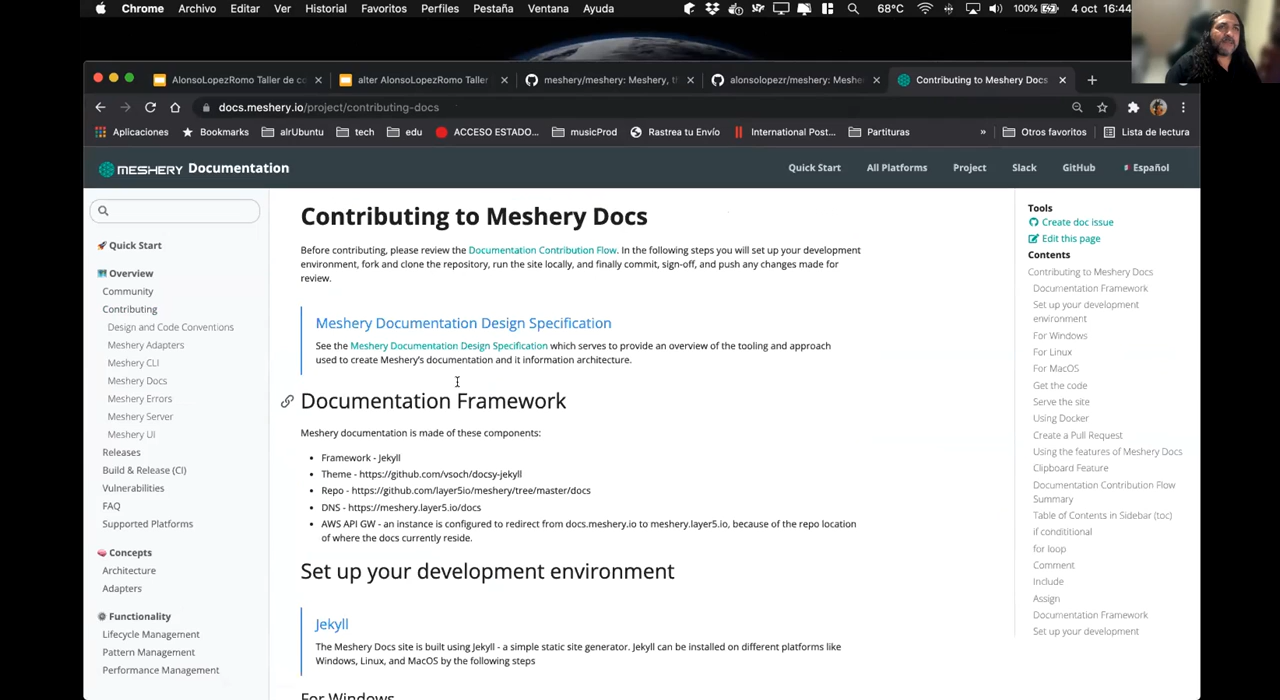 Chrome Archivo Editar Ver Historial Favoritos Perfiles Pestaña Ventana Ayuda 68°C 100% 4 oct 16:44
AlonsoLopezRomo Taller de co alter AlonsoLopezRomo Taller meshery/meshery: Meshery, th alonsolopezr/meshery: Meshe Contributing to Meshery Docs
docs.meshery.io/project/contributing-docs
Aplicaciones Bookmarks alrUbuntu tech edu ACCESO ESTADO... musicProd Rastrea tu Envío International Post... Partituras » Otros favoritos Lista de lectura
MESHERY Documentation Quick Start All Platforms Project Slack GitHub Español
Quick Start
Overview
Community
Contributing
Design and Code Conventions
Meshery Adapters
Meshery CLI
Meshery Docs
Meshery Errors
Meshery Server
Meshery UI
Releases
Build & Release (CI)
Vulnerabilities
FAQ
Supported Platforms
Concepts
Architecture
Adapters
Functionality
Lifecycle Management
Pattern Management
Performance Management
Contributing to Meshery Docs
Before contributing, please review the Documentation Contribution Flow. In the following steps you will set up your development
environment, fork and clone the repository, run the site locally, and finally commit, sign-off, and push any changes made for
review.
Meshery Documentation Design Specification
See the Meshery Documentation Design Specification which serves to provide an overview of the tooling and approach
used to create Meshery's documentation and it information architecture.
Documentation Framework
Meshery documentation is made of these components:
• Framework - Jekyll
• Theme - https://github.com/vsoch/docsy-jekyll
• Repo - https://github.com/layer5io/meshery/tree/master/docs
• DNS - https://meshery.layer5.io/docs
• AWS API GW - an instance is configured to redirect from docs.meshery.io to meshery.layer5.io, because of the repo location
of where the docs currently reside.
Set up your development environment
Jekyll
The Meshery Docs site is built using Jekyll - a simple static site generator. Jekyll can be installed on different platforms like
Windows, Linux, and MacOS by the following steps
For Windows
Tools
Create doc issue
Edit this page
Contents
Contributing to Meshery Docs
Documentation Framework
Set up your development
environment
For Windows
For Linux
For MacOS
Get the code
Serve the site
Using Docker
Create a Pull Request
Using the features of Meshery Docs
Clipboard Feature
Documentation Contribution Flow
Summary
Table of Contents in Sidebar (toc)
if condititional
for loop
Comment
Include
Assign
Documentation Framework
Set up your development